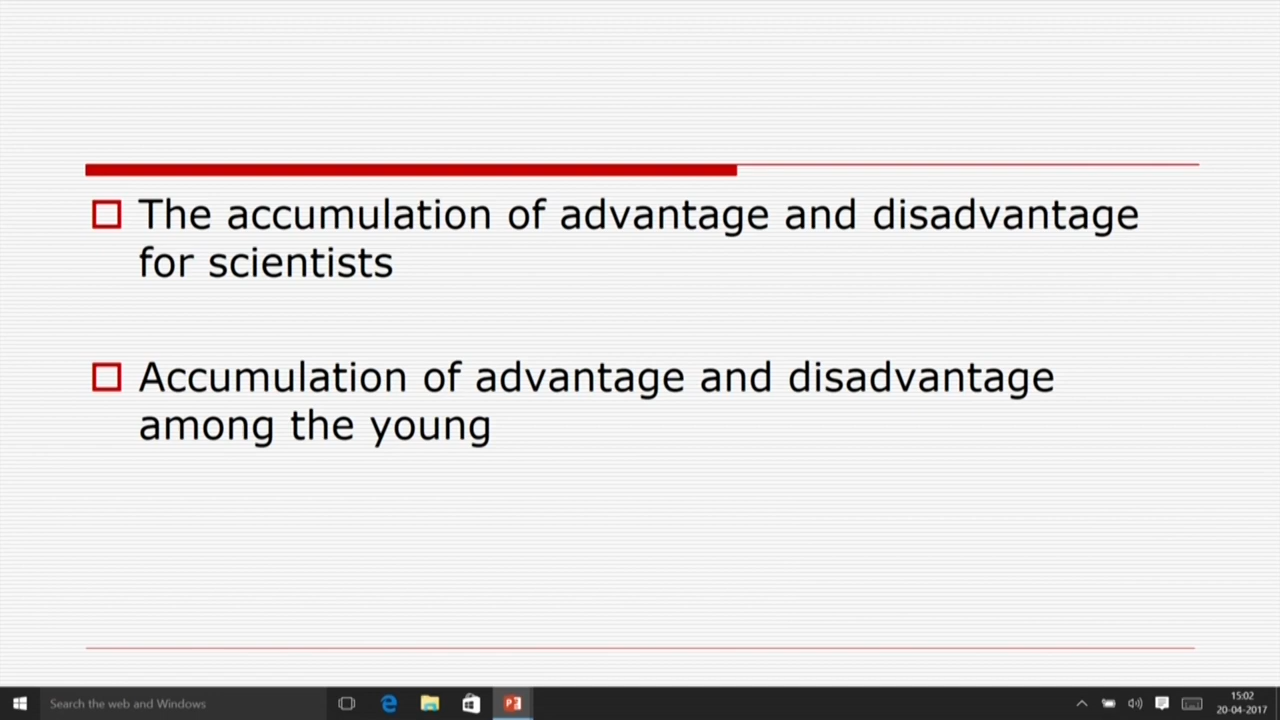 The accumulation of advantage and disadvantage
for scientists
Accumulation of advantage and disadvantage
among the young
Search the web and Windows
15:02
20-04-2017